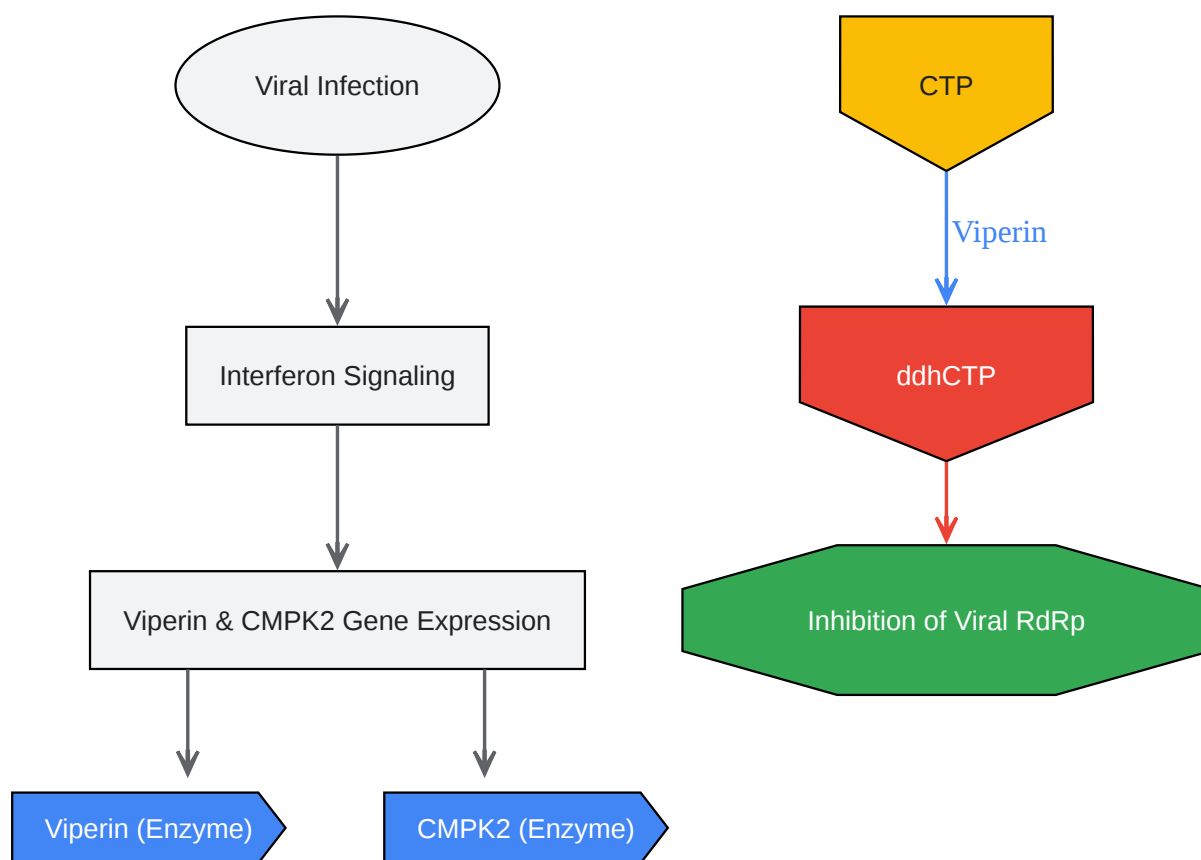 Viral Infection
Interferon Signaling
Viperin & CMPK2 Gene Expression
Viperin (Enzyme)
CMPK2 (Enzyme)
CTP
Viperin
ddhCTP
Inhibition of Viral RdRp